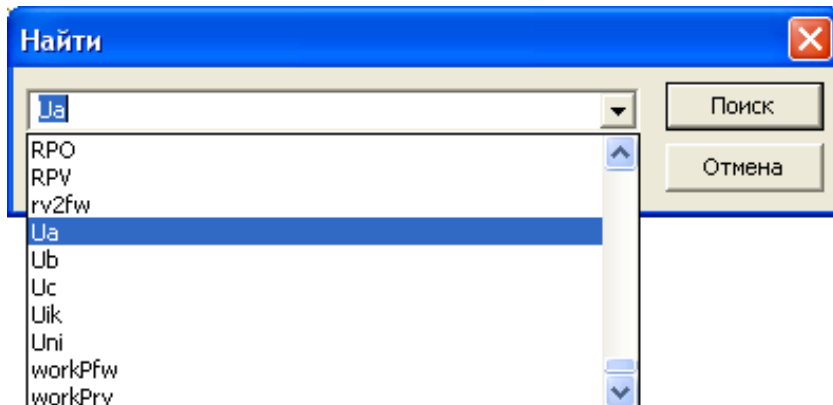 Найти
Ua
Поиск
Отмена
RPO
RPV
rv2fw
Ua
Ub
Uc
Uik
Uni
workPfw
workPrv